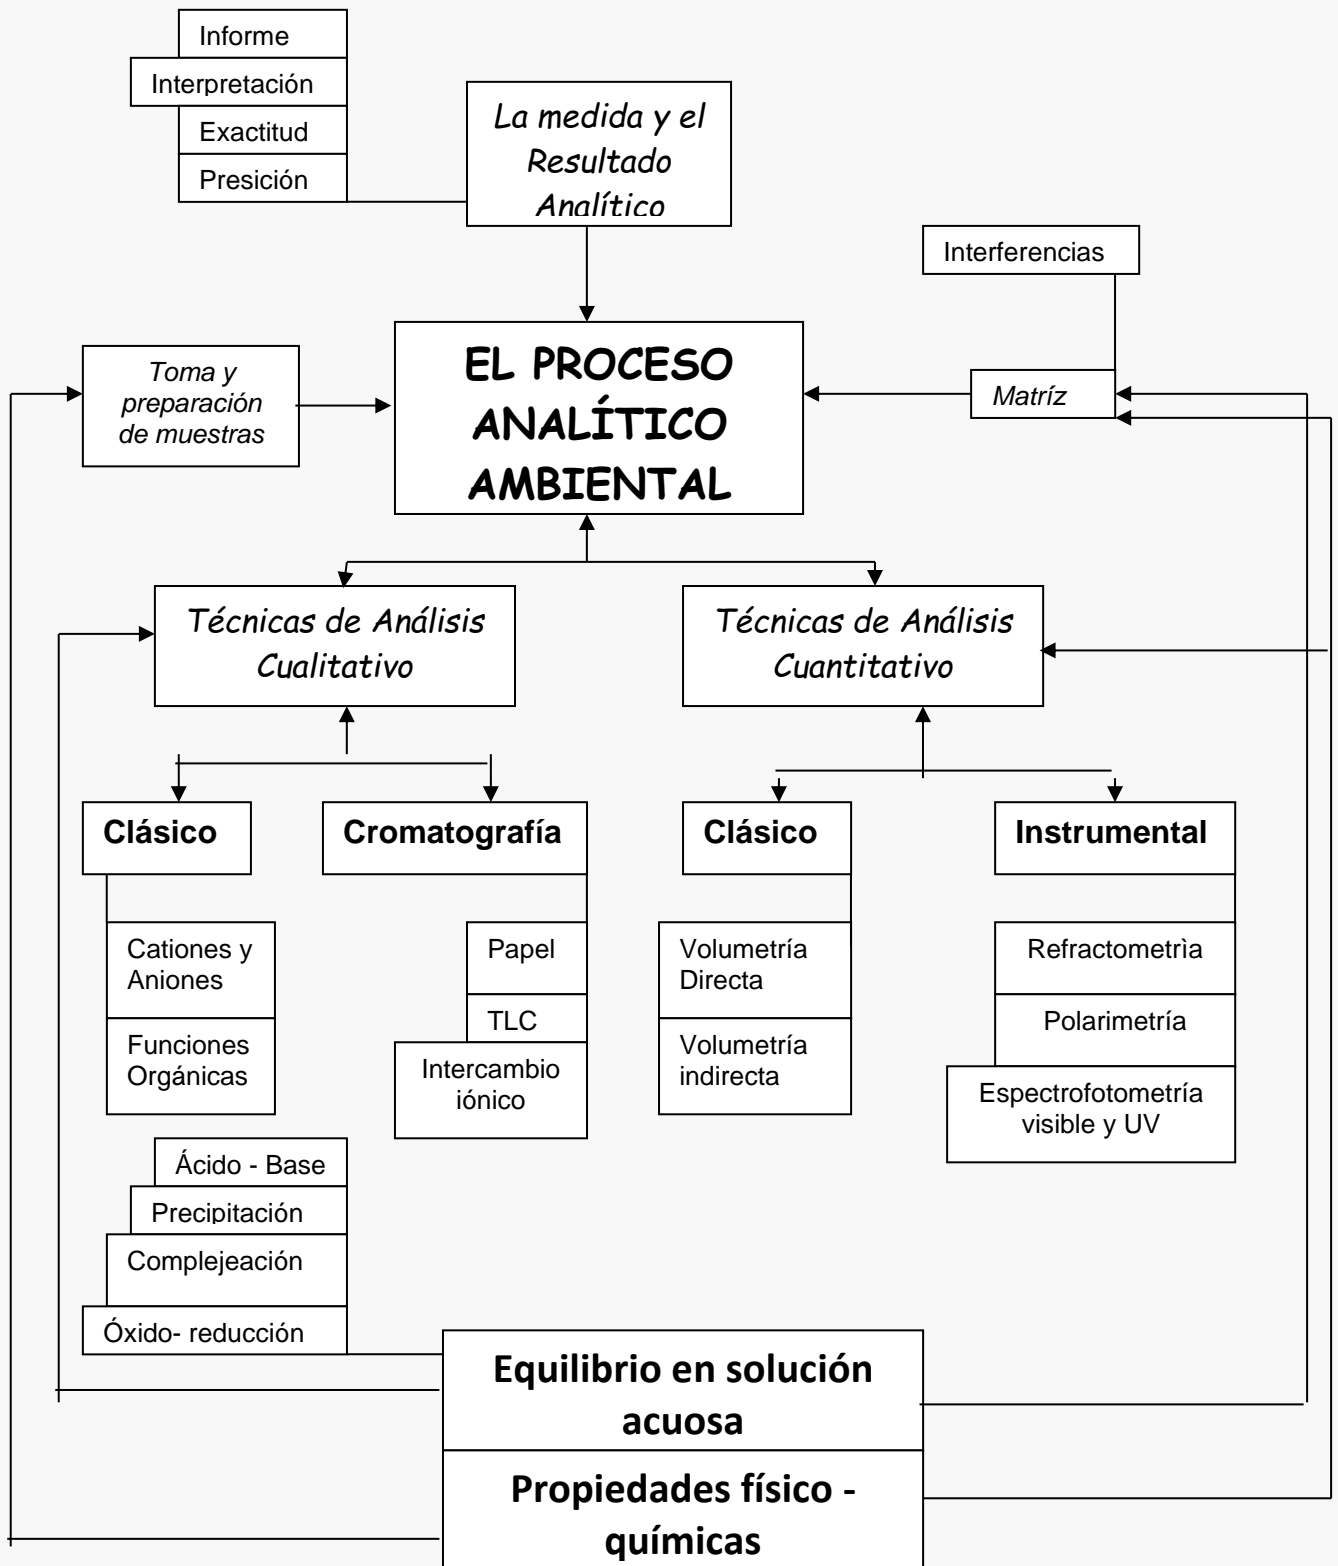 Informe
Interpretación
Exactitud
Presición
La medida y el
Resultado
Analítico
Interferencias
Toma y
preparación
de muestras
EL PROCESO
ANALÍTICO
AMBIENTAL
Matríz
Técnicas de Análisis
Cualitativo
Técnicas de Análisis
Cuantitativo
Clásico
Cromatografía
Clásico
Instrumental
Cationes y
Aniones
Funciones
Orgánicas
Papel
TLC
Intercambio
iónico
Volumetría
Directa
Volumetría
indirecta
Refractometrìa
Polarimetría
Espectrofotometría
visible y UV
Ácido - Base
Precipitación
Complejeación
Óxido- reducción
Equilibrio en solución
acuosa
Propiedades físico -
químicas